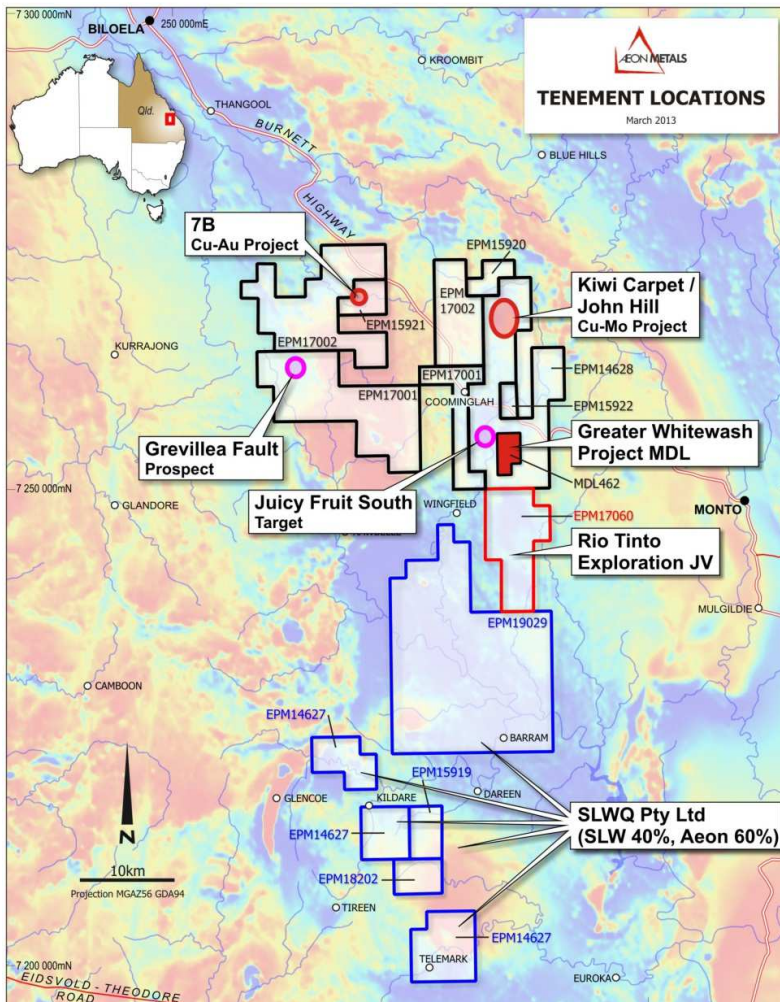 7 300 000mN
BILOELA
250 000mE
KROOMBIT
AEON METALS
TENEMENT LOCATIONS
March 2013
Qld.
THANGOOL
BURNETT
HIGHWAY
BLUE HILLS
7B
Cu-Au Project
EPM15920
EPM
17002
Kiwi Carpet /
John Hill
Cu-Mo Project
EPM15921
EPM17002
KURRAJONG
EPM17001
EPM14628
EPM17001
COOMINGLAH
EPM15922
Grevillea Fault
Prospect
Greater Whitewash
Project MDL
Juicy Fruit South
Target
MDL462
7 250 000mN
GLANDORE
WINGFIELD
EPM17060
MONTO
Rio Tinto
Exploration JV
MULGILDIE
EPM19029
CAMBOON
EPM14627
BARRAM
EPM15919
GLENCOE
KILDARE
DAREEN
SLWQ Pty Ltd
(SLW 40%, Aeon 60%)
N
EPM14627
10km
Projection MGAZ56 GDA94
EPM18202
TIREEN
EPM14627
TELEMARK
7 200 000mN
EUROKA
EIDSVOLD - THEODORE
ROAD